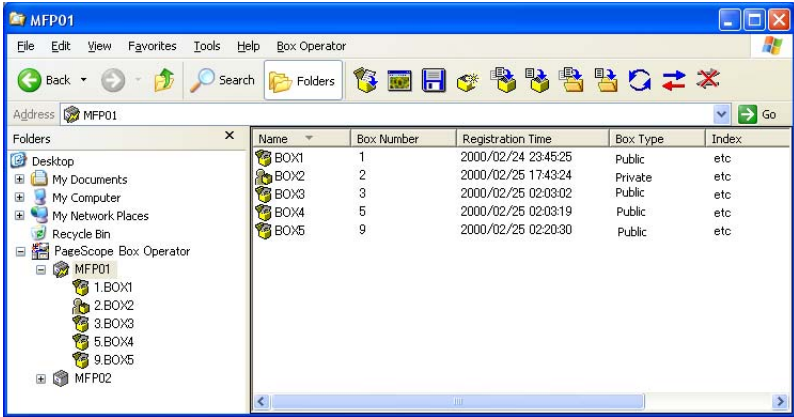 MFP01
File Edit View Favorites Tools Help Box Operator
Back Search Folders
Address MFP01 Go
Folders x
Name Box Number Registration Time Box Type Index
BOX1 1 2000/02/24 23:45:25 Public etc
BOX2 2 2000/02/25 17:43:24 Private etc
BOX3 3 2000/02/25 02:03:02 Public etc
BOX4 5 2000/02/25 02:03:19 Public etc
BOX5 9 2000/02/25 02:20:30 Public etc
Desktop
My Documents
My Computer
My Network Places
Recycle Bin
PageScope Box Operator
MFP01
1.BOX1
2.BOX2
3.BOX3
5.BOX4
9.BOX5
MFP02